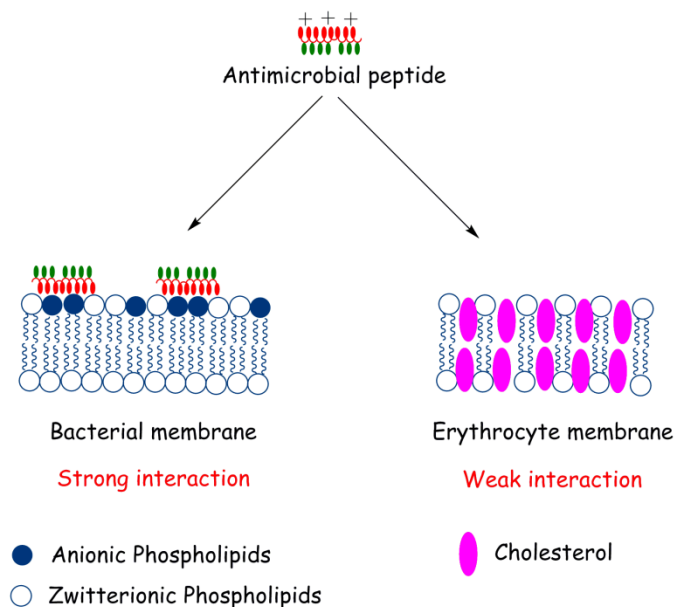 + + +
Antimicrobial peptide
Bacterial membrane
Erythrocyte membrane
Strong interaction
Weak interaction
Anionic Phospholipids
Cholesterol
Zwitterionic Phospholipids